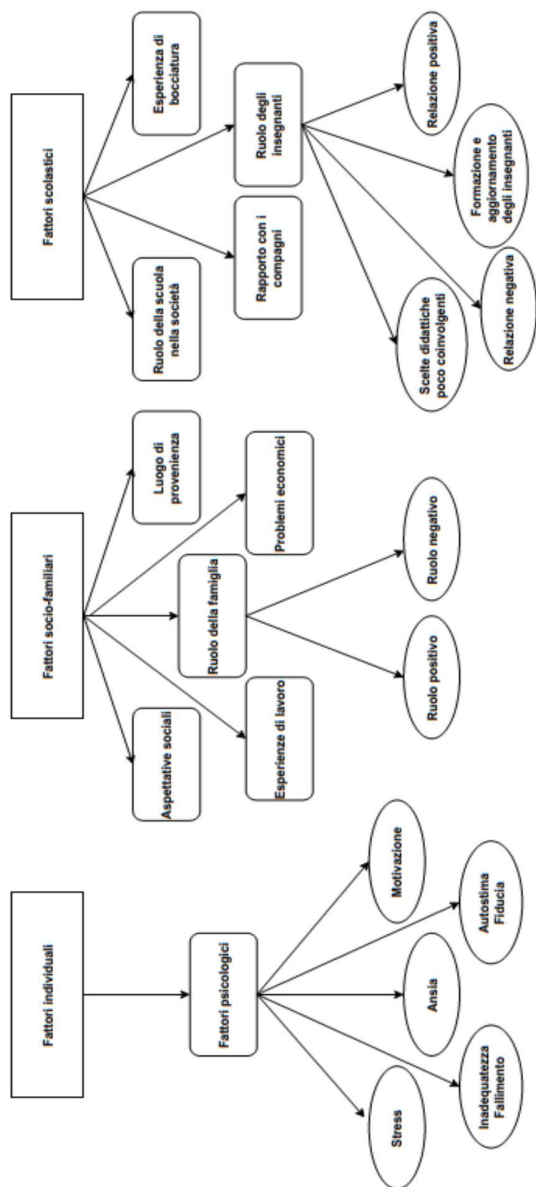 Fattori individuali
Fattori psicologici
Stress
Inadeguatezza
Fallimento
Ansia
Autostima
Fiducia
Motivazione
Fattori socio-familiari
Aspettative sociali
Esperienze di lavoro
Ruolo della famiglia
Problemi economici
Luogo di
provenienza
Ruolo positivo
Ruolo negativo
Fattori scolastici
Ruolo della scuola
nella società
Rapporto con i
compagni
Ruolo degli
insegnanti
Esperienza di
bocciatura
Scelte didattiche
poco coinvolgenti
Relazione negativa
Formazione e
aggiornamento
degli insegnanti
Relazione positiva